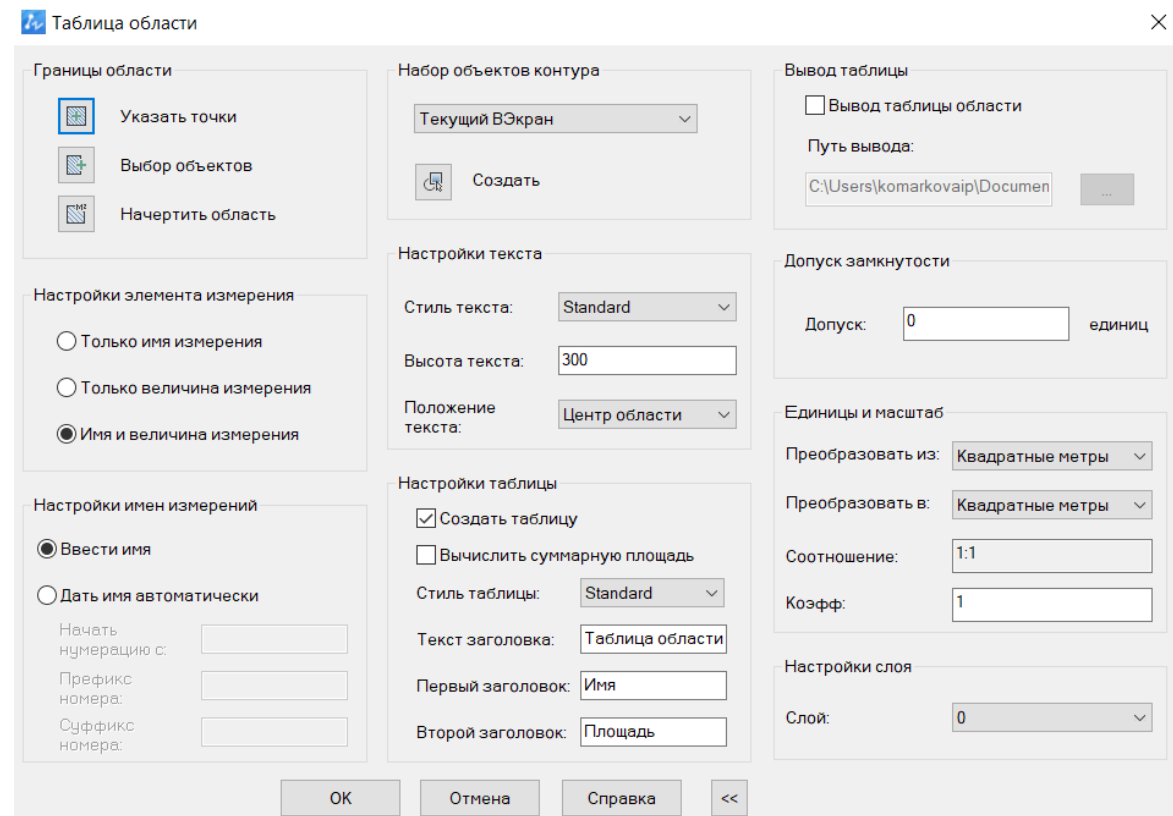 Таблица области
Границы области
Указать точки
Выбор объектов
M2
Начертить область
Настройки элемента измерения
Только имя измерения
Только величина измерения
Имя и величина измерения
Настройки имен измерений
Ввести имя
Дать имя автоматически
Начать
нумерацию с:
Префикс
номера:
Суффикс
номера:
Набор объектов контура
Текущий ВЭкран
Создать
Настройки текста
Стиль текста: Standard
Высота текста: 300
Положение
текста: Центр области
Настройки таблицы
Создать таблицу
Вычислить суммарную площадь
Стиль таблицы: Standard
Текст заголовка: Таблица области
Первый заголовок: Имя
Второй заголовок: Площадь
Вывод таблицы
Вывод таблицы области
Путь вывода:
C:\Users\komarkovaip\Documen ...
Допуск замкнутости
Допуск: 0 единиц
Единицы и масштаб
Преобразовать из: Квадратные метры
Преобразовать в: Квадратные метры
Соотношение: 1:1
Коэфф: 1
Настройки слоя
Слой: 0
OK Отмена Справка <<